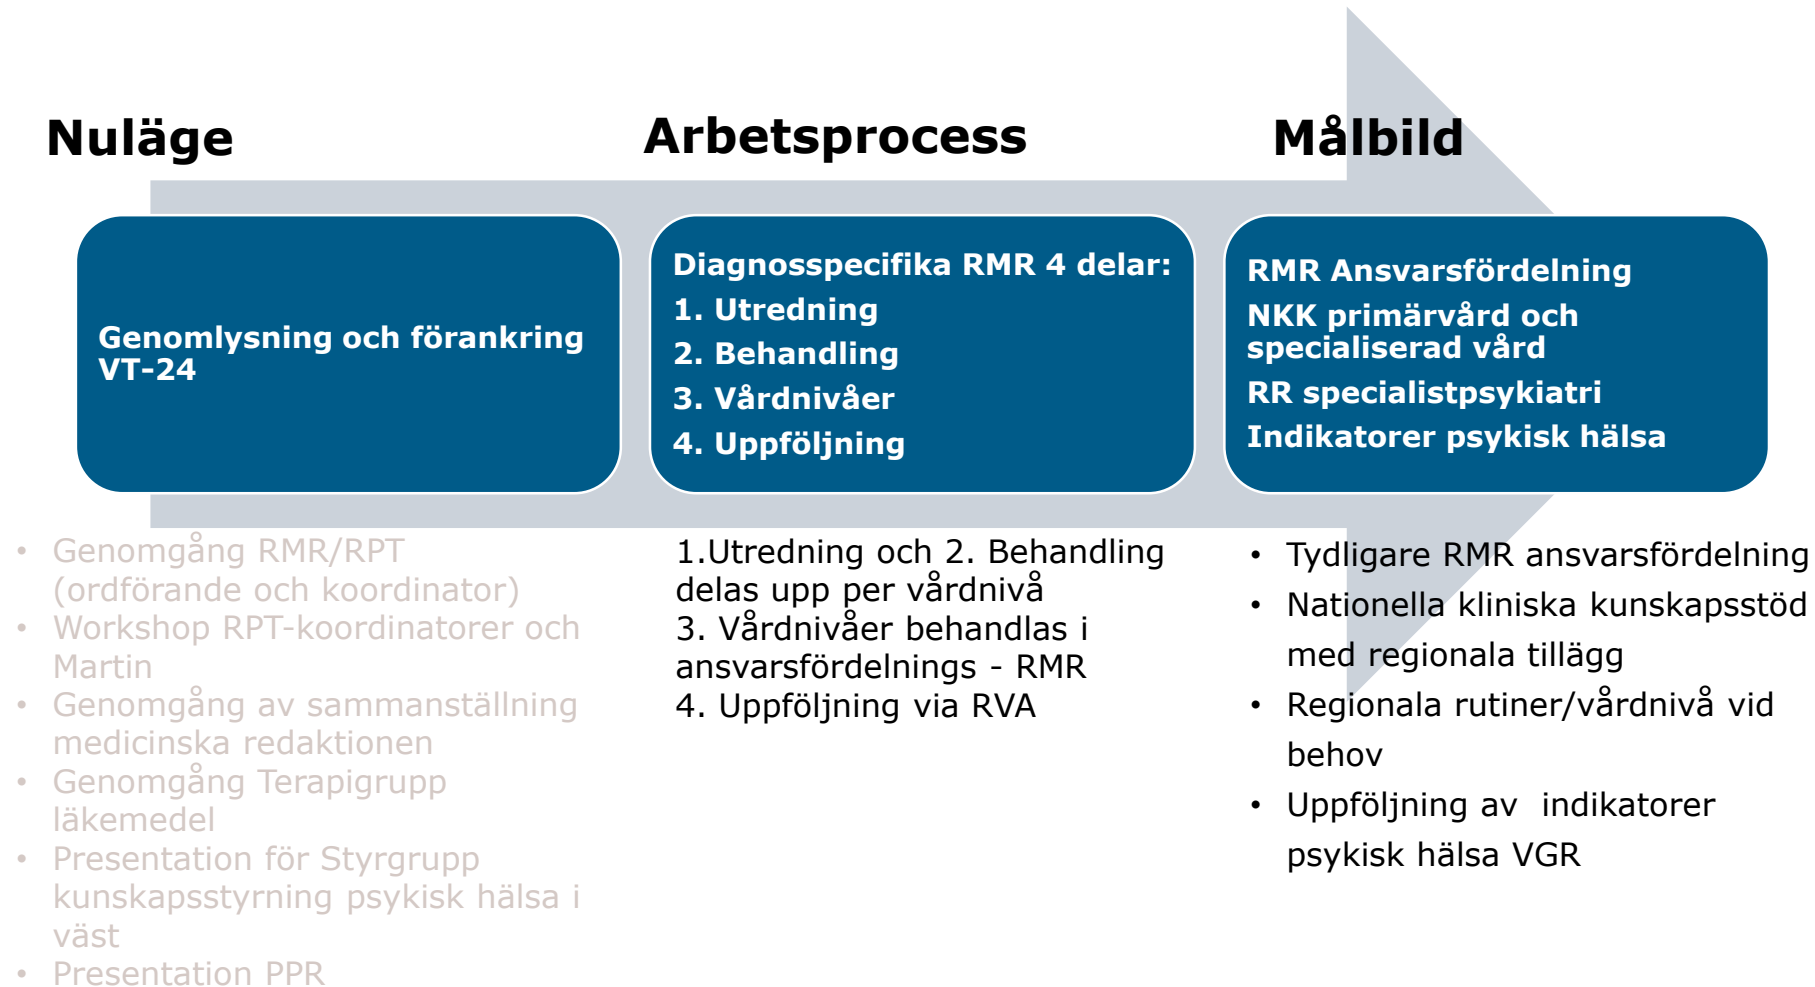 Nuläge
Genomlysning och förankring
VT-24
• Genomgång RMR/RPT
(ordförande och koordinator)
• Workshop RPT-koordinatorer och
Martin
• Genomgång av sammanställning
medicinska redaktionen
• Genomgång Terapigrupp
läkemedel
• Presentation för Styrgrupp
kunskapsstyrning psykisk hälsa i
väst
• Presentation PPR
Arbetsprocess
Diagnosspecifika RMR 4 delar:
1. Utredning
2. Behandling
3. Vårdnivåer
4. Uppföljning
1.Utredning och 2. Behandling
delas upp per vårdnivå
3. Vårdnivåer behandlas i
ansvarsfördelnings - RMR
4. Uppföljning via RVA
Målbild
RMR Ansvarsfördelning
NKK primärvård och
specialiserad vård
RR specialistpsykiatri
Indikatorer psykisk hälsa
• Tydligare RMR ansvarsfördelning
• Nationella kliniska kunskapsstöd
med regionala tillägg
• Regionala rutiner/vårdnivå vid
behov
• Uppföljning av  indikatorer
psykisk hälsa VGR